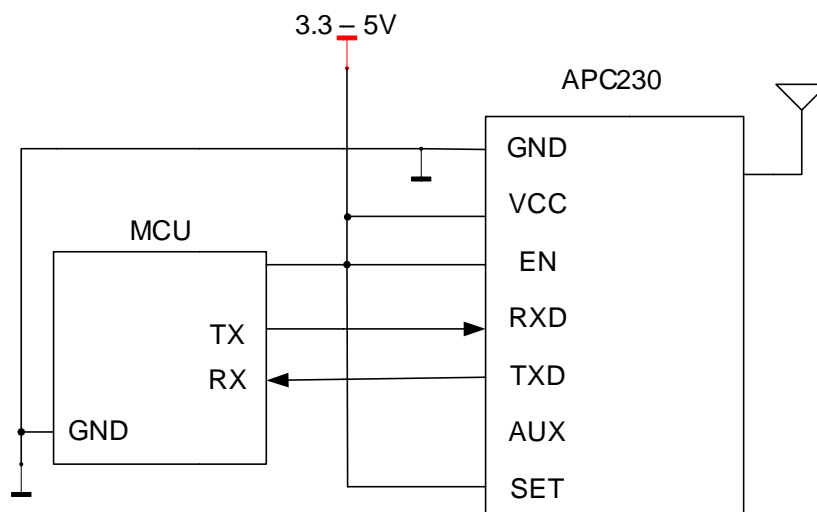 3.3 – 5V
APC230
GND
VCC
MCU
EN
RXD
TX
TXD
RX
AUX
GND
SET